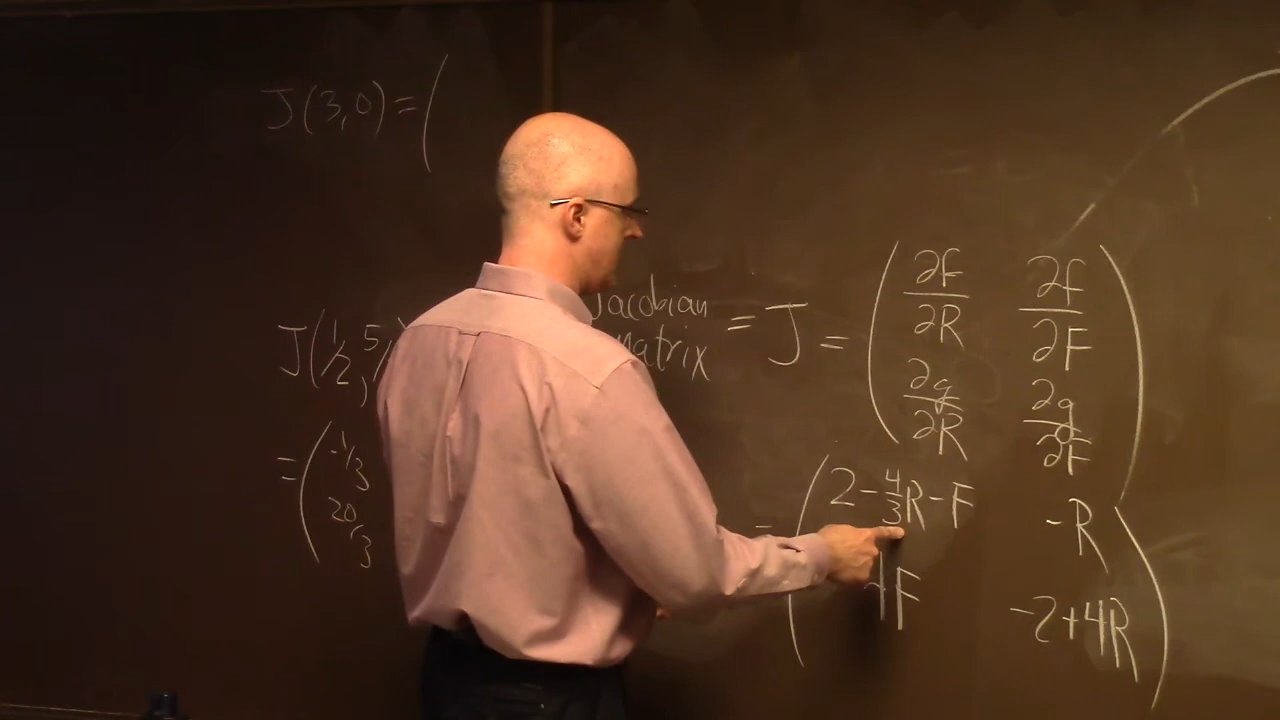 J(3,0) = (
J(1/2, 5/
= ( -1/3
20/3
Jacobian
matrix
= J = ( ∂f/∂R ∂f/∂F
∂g/∂R ∂g/∂F )
= ( 2-4/3R-F -R
4F -2+4R )